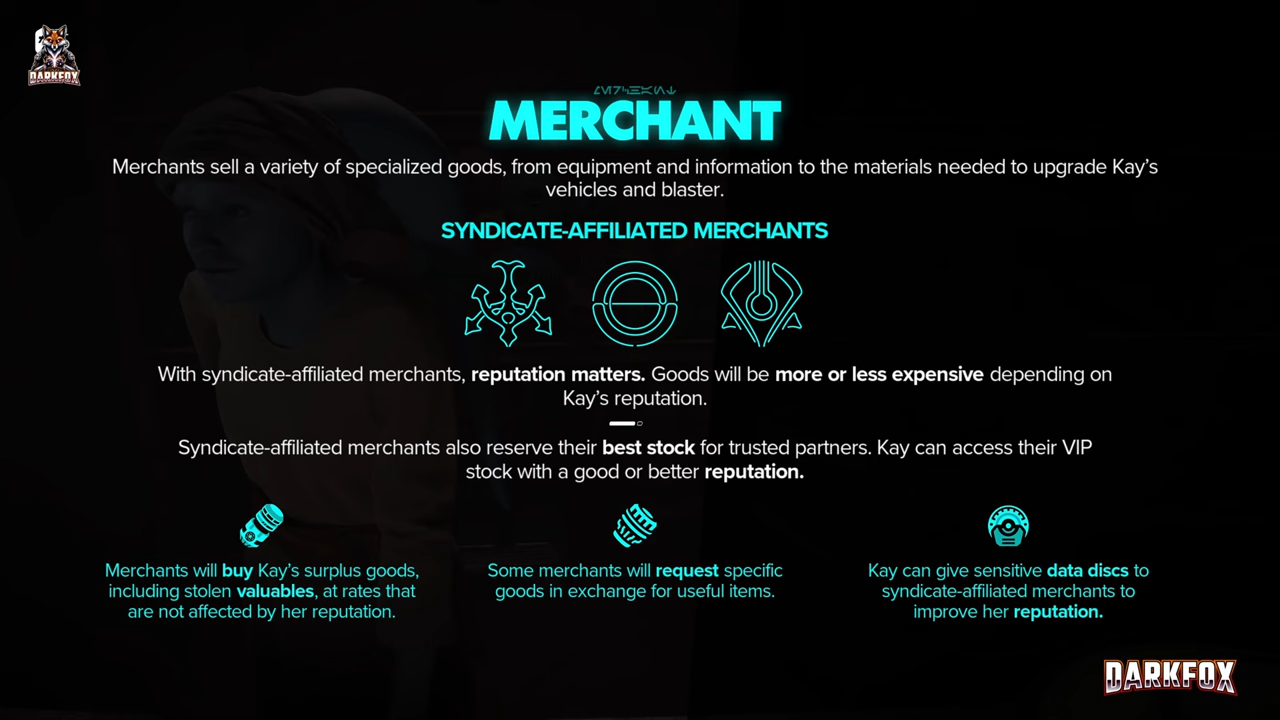 DARKFOX
MERCHANT
Merchants sell a variety of specialized goods, from equipment and information to the materials needed to upgrade Kay's
vehicles and blaster.
SYNDICATE-AFFILIATED MERCHANTS
With syndicate-affiliated merchants, reputation matters. Goods will be more or less expensive depending on
Kay's reputation.
Syndicate-affiliated merchants also reserve their best stock for trusted partners. Kay can access their VIP
stock with a good or better reputation.
Merchants will buy Kay's surplus goods,
including stolen valuables, at rates that
are not affected by her reputation.
Some merchants will request specific
goods in exchange for useful items.
Kay can give sensitive data discs to
syndicate-affiliated merchants to
improve her reputation.
DARKFOX